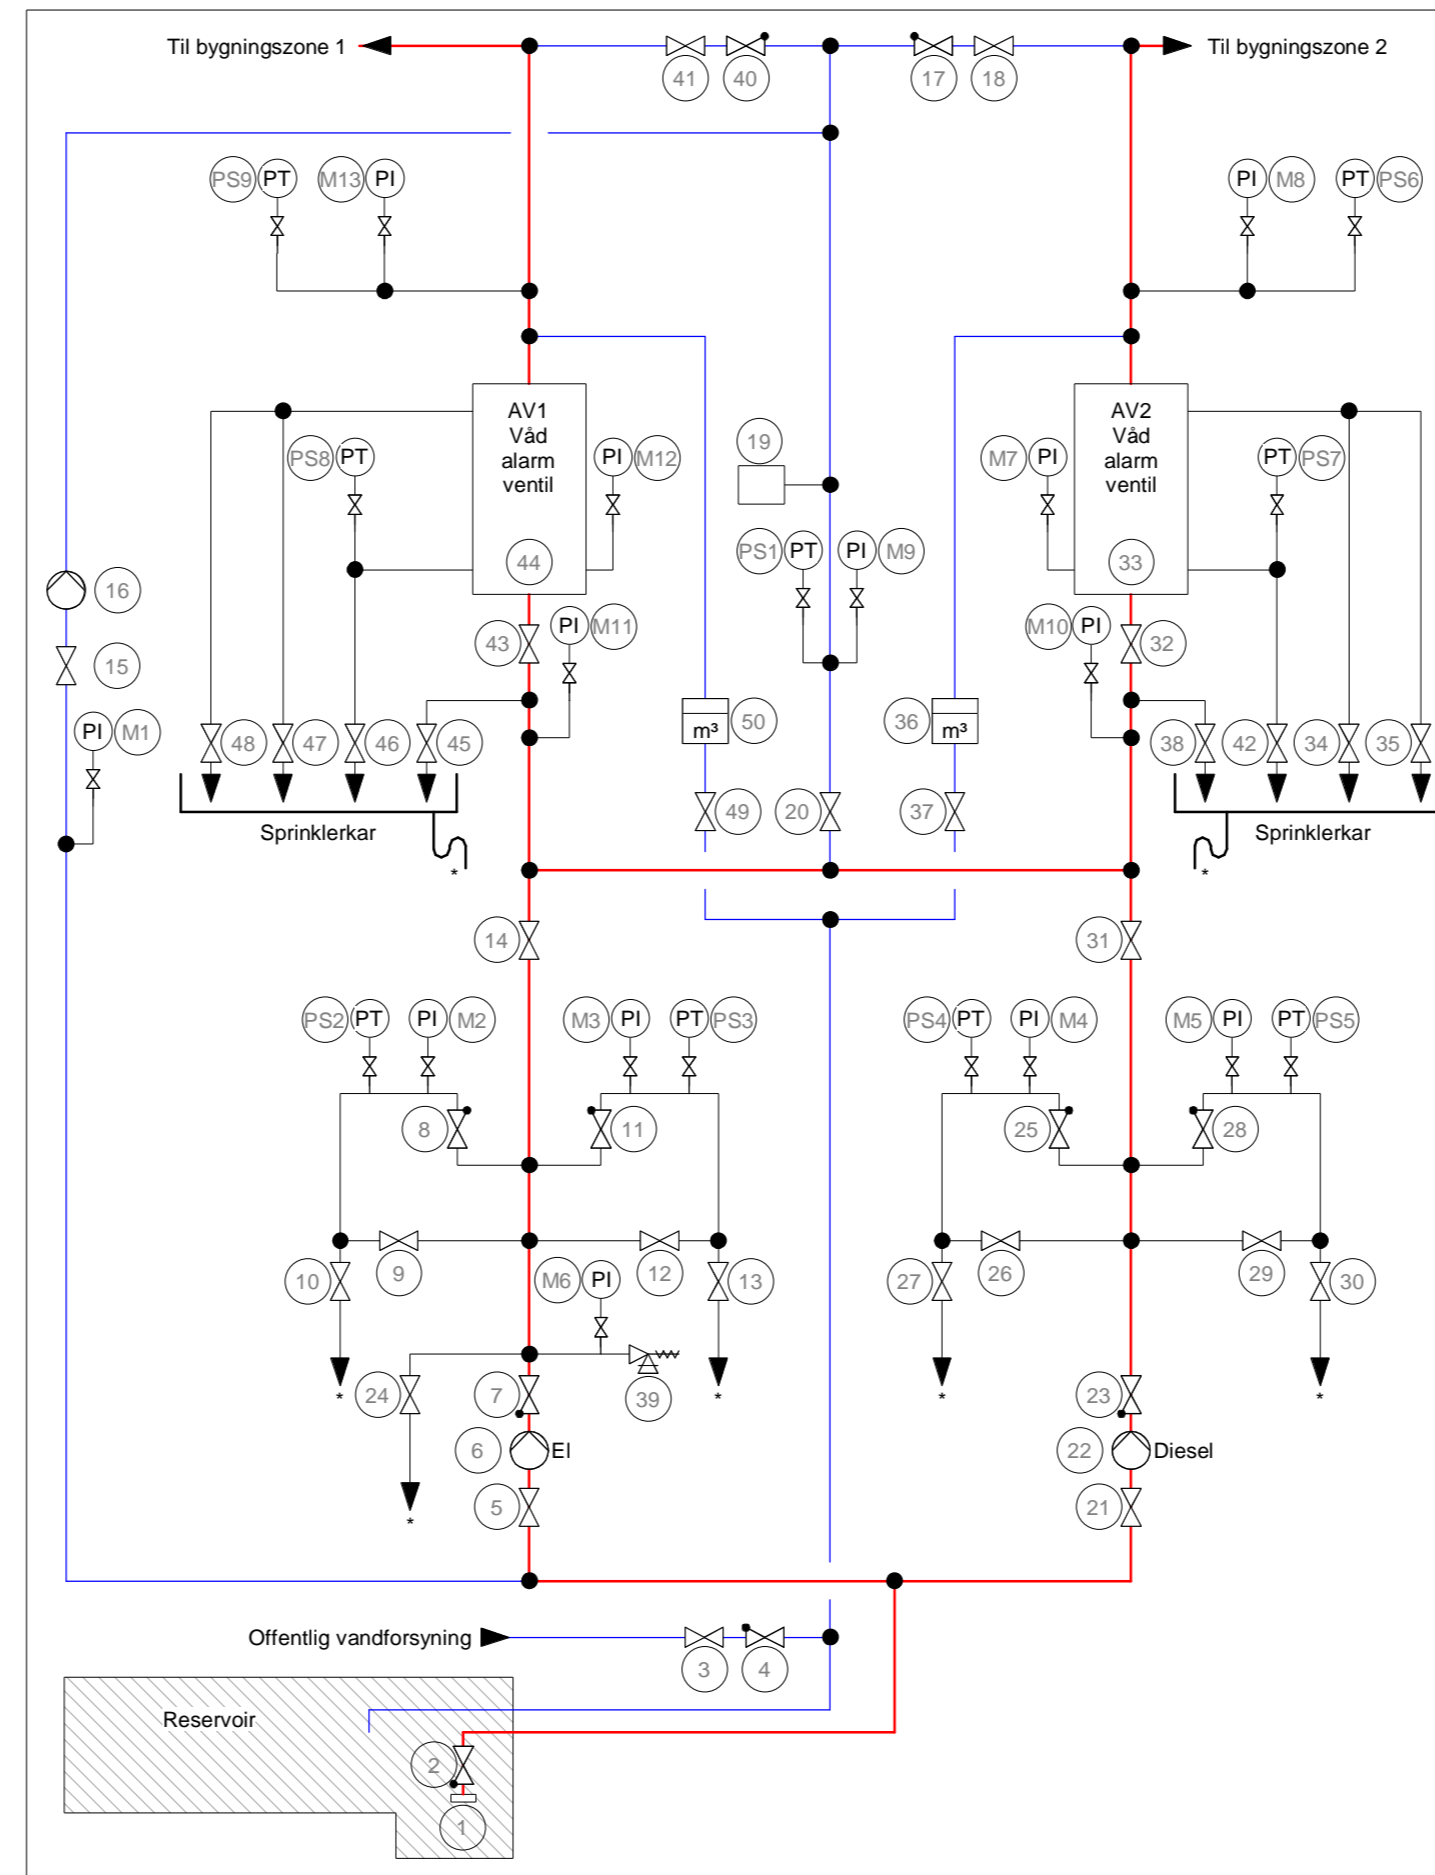 Til bygningszone 1
Til bygningszone 2
41
40
17
18
PS9 PT
M13 PI
PI M8
PT PS6
AV1
Våd
alarm
ventil
44
AV2
Våd
alarm
ventil
33
PS8 PT
PI M12
19
M7 PI
PT PS7
PS1 PT
PI M9
16
15
43
PI M11
M10 PI
32
PI M1
48
47
46
45
m³ 50
36 m³
38
42
34
35
Sprinklerkar
*
49
20
37
Sprinklerkar
*
14
31
PS2 PT
PI M2
M3 PI
PT PS3
PS4 PT
PI M4
M5 PI
PT PS5
8
11
25
28
9
12
26
29
10
M6 PI
13
27
30
*
*
*
*
24
7
39
23
6 El
22 Diesel
5
21
*
Offentlig vandforsyning
3
4
Reservoir
2
1